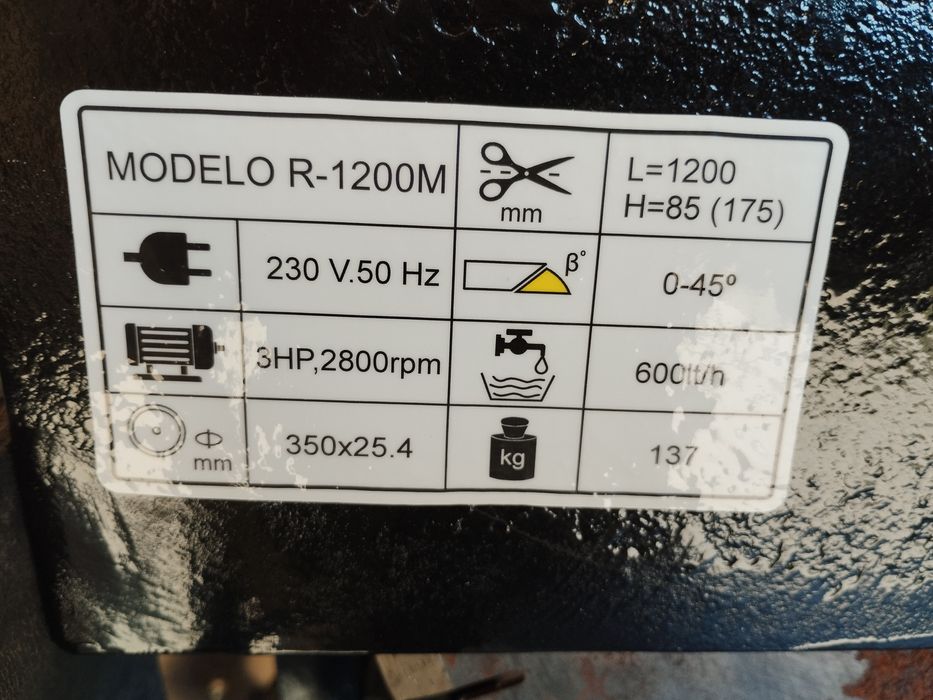 MODELO R-1200M
mm
L=1200
H=85 (175)
230 V.50 Hz
β°
0-45º
3HP,2800rpm
600lt/h
Φ
mm
350x25.4
kg
137